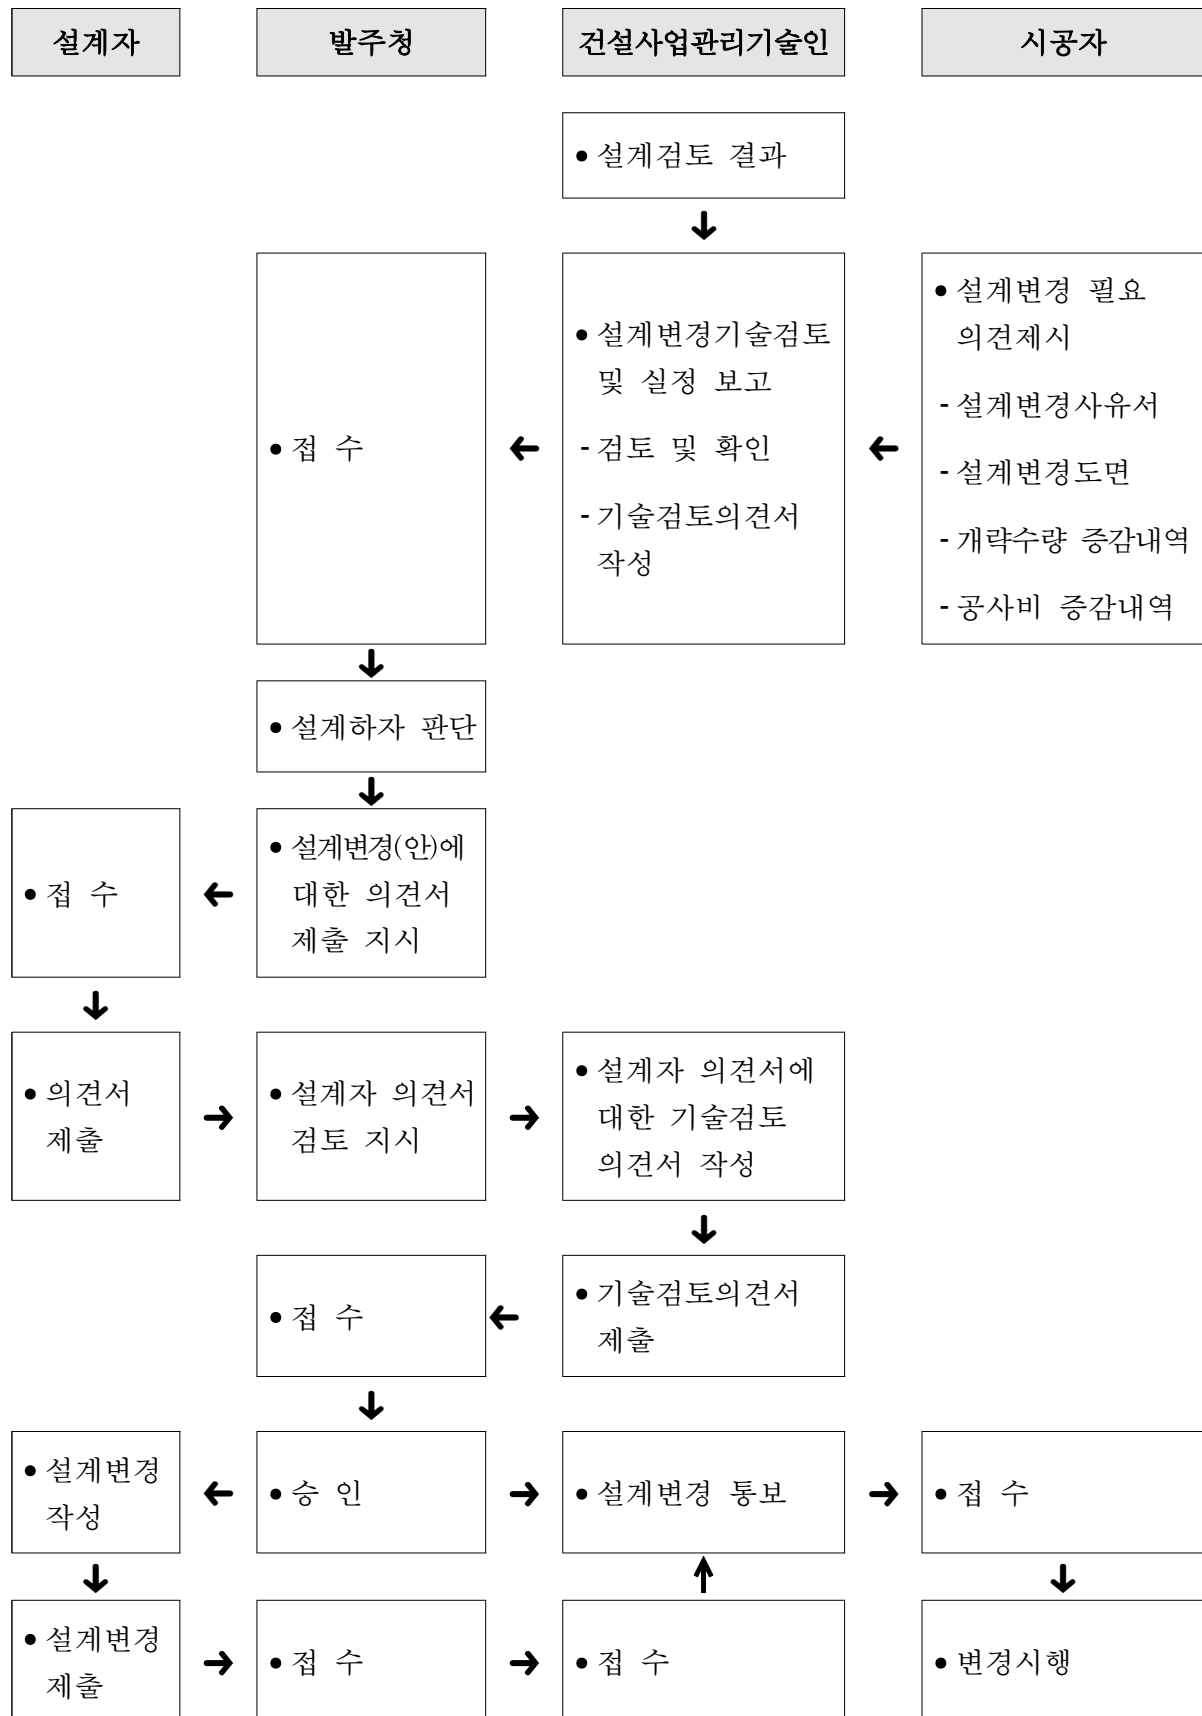 설계자
발주청
건설사업관리기술인
시공자
• 설계검토 결과
• 접 수
• 설계변경기술검토
및 실정 보고
- 검토 및 확인
- 기술검토의견서
작성
• 설계변경 필요
의견제시
- 설계변경사유서
- 설계변경도면
- 개략수량 증감내역
- 공사비 증감내역
• 설계하자 판단
• 접 수
• 설계변경(안)에
대한 의견서
제출 지시
• 의견서
제출
• 설계자 의견서
검토 지시
• 설계자 의견서에
대한 기술검토
의견서 작성
• 접 수
• 기술검토의견서
제출
• 설계변경
작성
• 승 인
• 설계변경 통보
• 접 수
• 설계변경
제출
• 접 수
• 접 수
• 변경시행